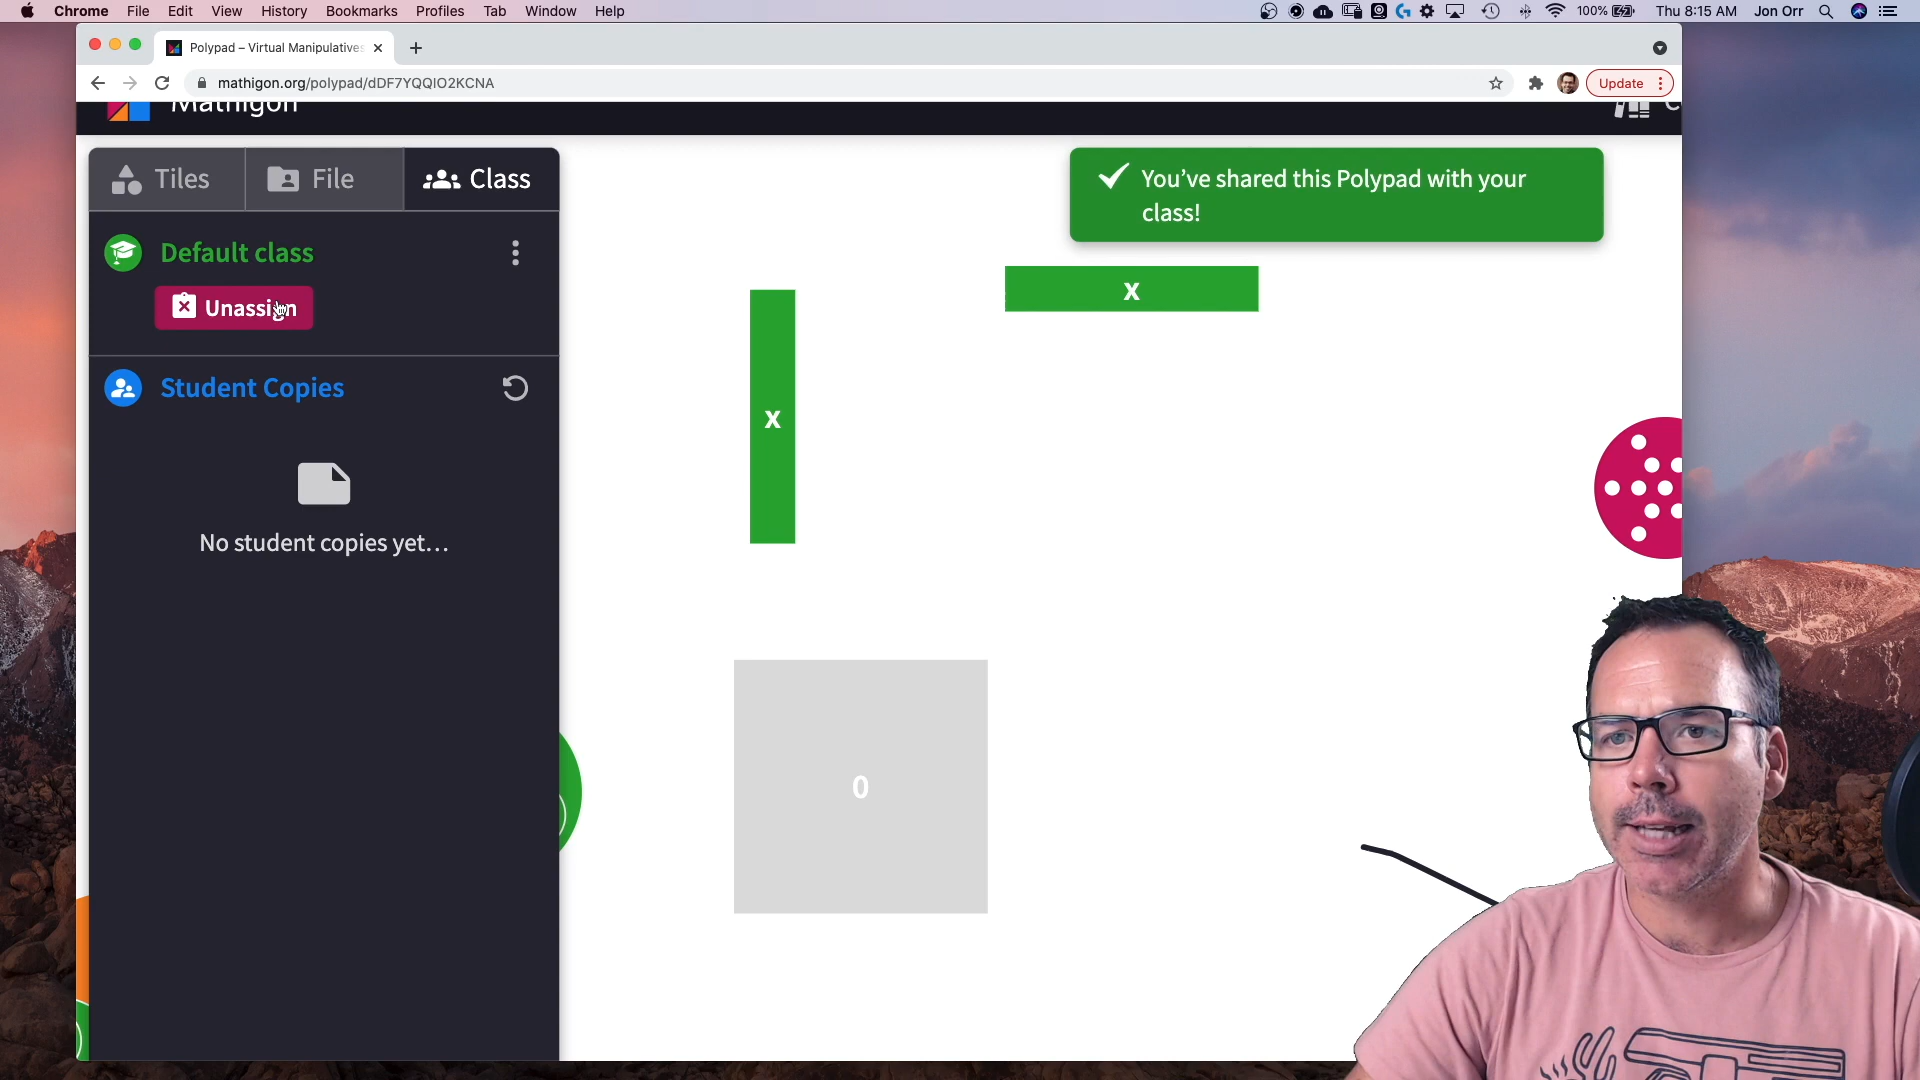 Chrome File Edit View History Bookmarks Profiles Tab Window Help 100% Thu 8:15 AM Jon Orr
Polypad – Virtual Manipulatives
mathigon.org/polypad/dDF7YQQIO2KCNA
Update
Mathigon
Tiles
File
Class
You've shared this Polypad with your
class!
Default class
Unassign
Student Copies
No student copies yet...
x
x
0